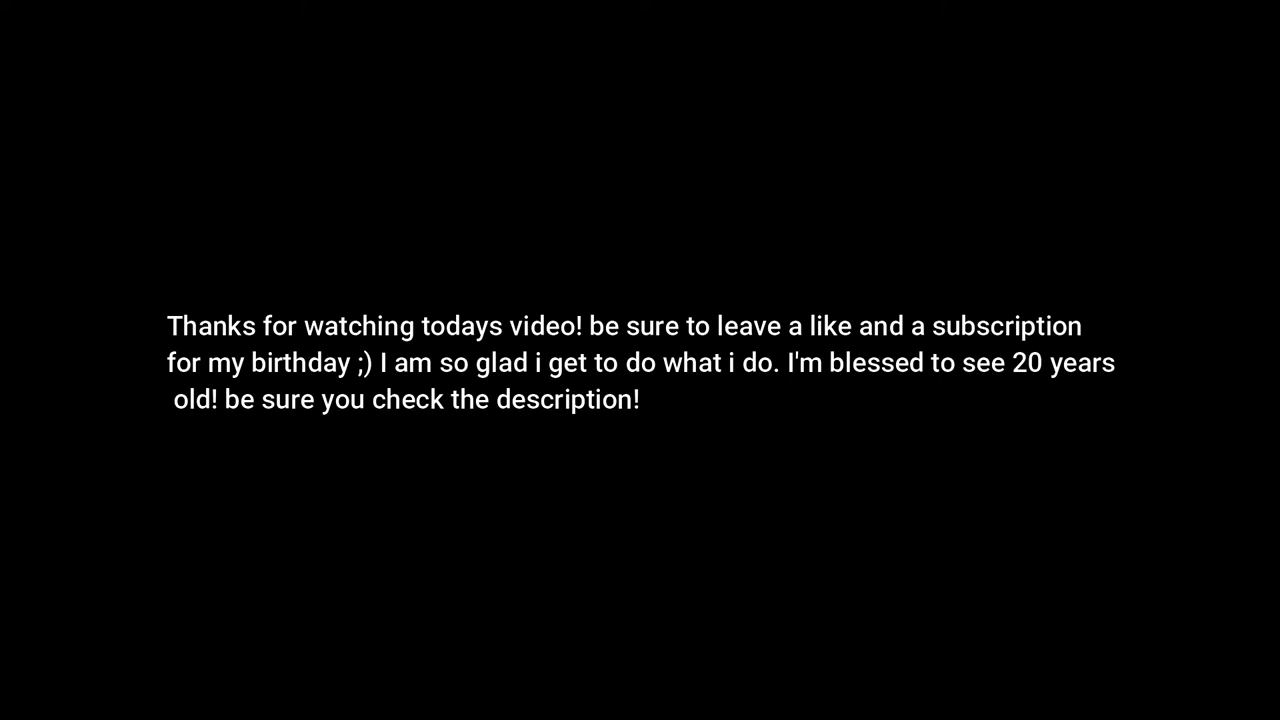 Thanks for watching todays video! be sure to leave a like and a subscription
for my birthday ;) I am so glad i get to do what i do. I'm blessed to see 20 years
old! be sure you check the description!